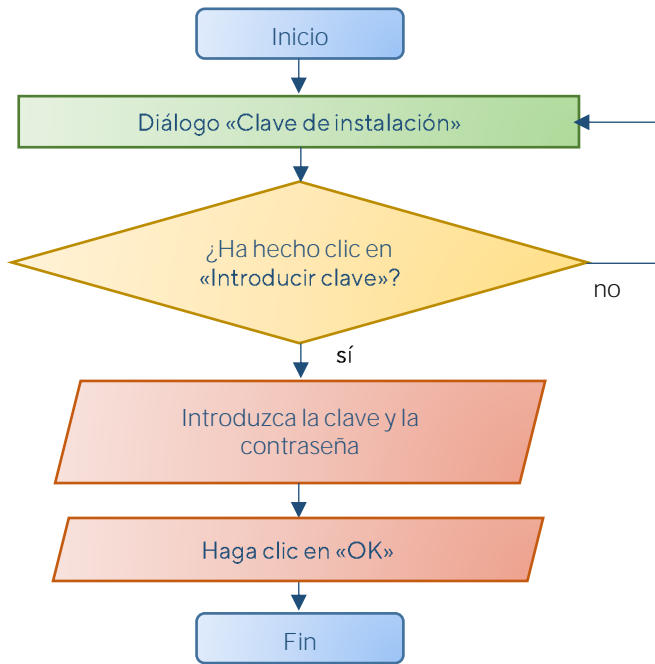 Inicio
Diálogo «Clave de instalación»
¿Ha hecho clic en
«Introducir clave»?
no
sí
Introduzca la clave y la
contraseña
Haga clic en «OK»
Fin